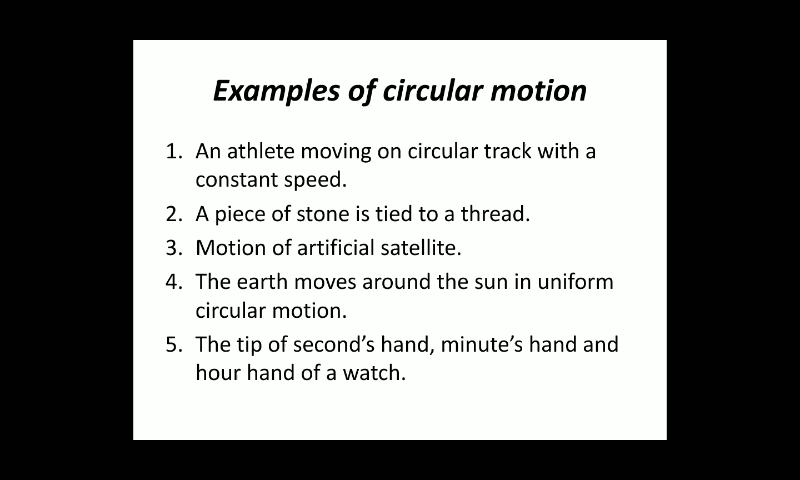 Examples of circular motion
1. An athlete moving on circular track with a
constant speed.
2. A piece of stone is tied to a thread.
3. Motion of artificial satellite.
4. The earth moves around the sun in uniform
circular motion.
5. The tip of second’s hand, minute’s hand and
hour hand of a watch.